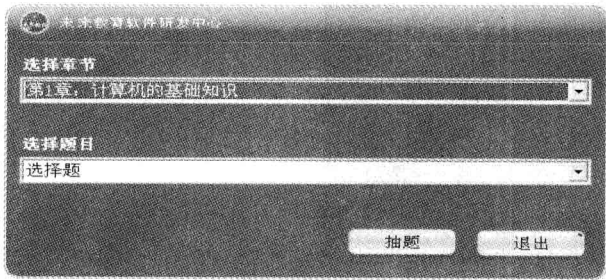 未来教育软件研发中心
选择章节
第1章，计算机的基础知识
选择题目
选择题
抽题
退出